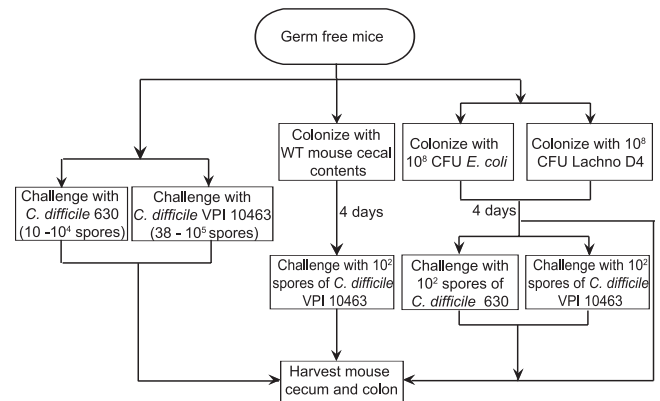 Germ free mice
Colonize with
WT mouse cecal
contents
Colonize with
10⁸ CFU E. coli
Colonize with 10⁸
CFU Lachno D4
Challenge with
C. difficile 630
(10 -10⁴ spores)
Challenge with
C. difficile VPI 10463
(38 - 10⁵ spores)
4 days
4 days
Challenge with 10²
spores of C. difficile
VPI 10463
Challenge with
10² spores of
C. difficile 630
Challenge with 10²
spores of C. difficile
VPI 10463
Harvest mouse
cecum and colon